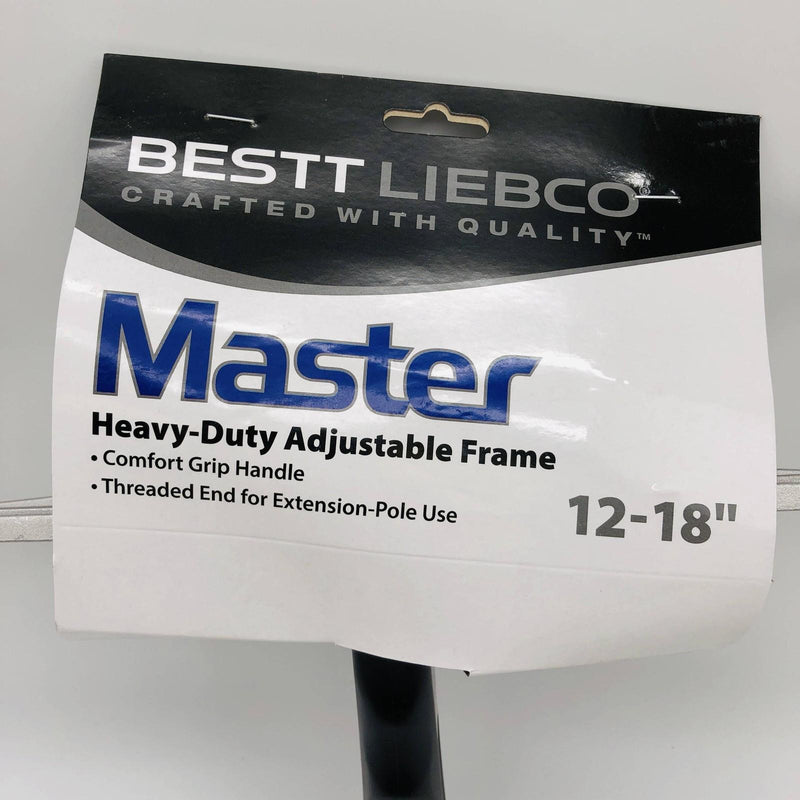 BESTT LIEBCO®
CRAFTED WITH QUALITY™
Master
Heavy-Duty Adjustable Frame
• Comfort Grip Handle
• Threaded End for Extension-Pole Use
12-18"